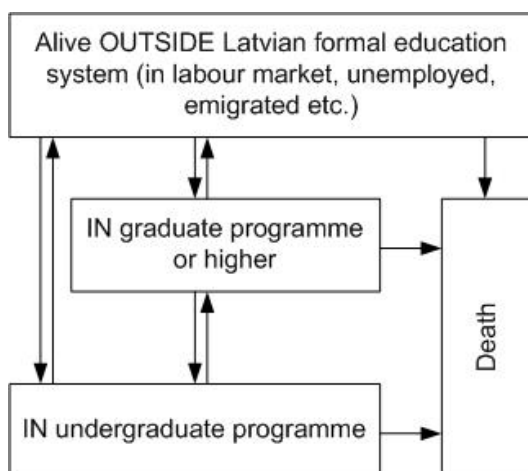 Alive OUTSIDE Latvian formal education
system (in labour market, unemployed,
emigrated etc.)
IN graduate programme
or higher
Death
IN undergraduate programme